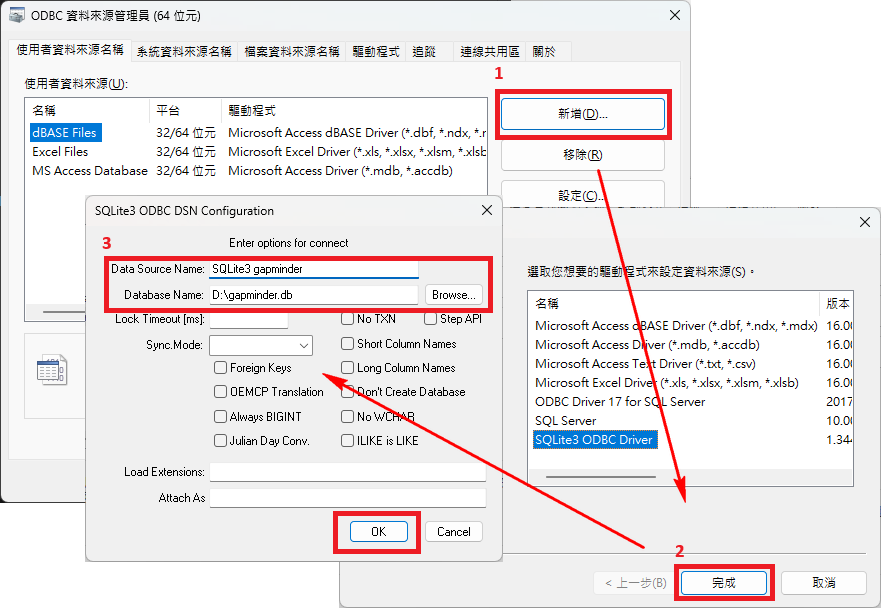 ODBC 資料來源管理員 (64 位元)
使用者資料來源名稱 系統資料來源名稱 檔案資料來源名稱 驅動程式 追蹤 連線共用區 關於
使用者資料來源(U):
1
名稱 平台 驅動程式
dBASE Files 32/64 位元 Microsoft Access dBASE Driver (*.dbf, *.ndx, *.r
Excel Files 32/64 位元 Microsoft Excel Driver (*.xls, *.xlsx, *.xlsm, *.xlsb
MS Access Database 32/64 位元 Microsoft Access Driver (*.mdb, *.accdb)
新增(D)...
移除(R)
設定(C)...
SQLite3 ODBC DSN Configuration
3
Enter options for connect
Data Source Name: SQLite3 gapminder
Database Name: D:\gapminder.db Browse...
Lock Timeout [ms]: No TXN Step API
Sync.Mode: Short Column Names
Foreign Keys Long Column Names
OEMCP Translation Don't Create Database
Always BIGINT No WCHAR
Julian Day Conv. ILIKE is LIKE
Load Extensions:
Attach As
OK Cancel
選取您想要的驅動程式來設定資料來源(S)。
名稱 版本
Microsoft Access dBASE Driver (*.dbf, *.ndx, *.mdx) 16.00
Microsoft Access Driver (*.mdb, *.accdb) 16.00
Microsoft Access Text Driver (*.txt, *.csv) 16.00
Microsoft Excel Driver (*.xls, *.xlsx, *.xlsm, *.xlsb) 16.00
ODBC Driver 17 for SQL Server 2017
SQL Server 10.00
SQLite3 ODBC Driver 1.344
2
< 上一步(B) 完成 取消